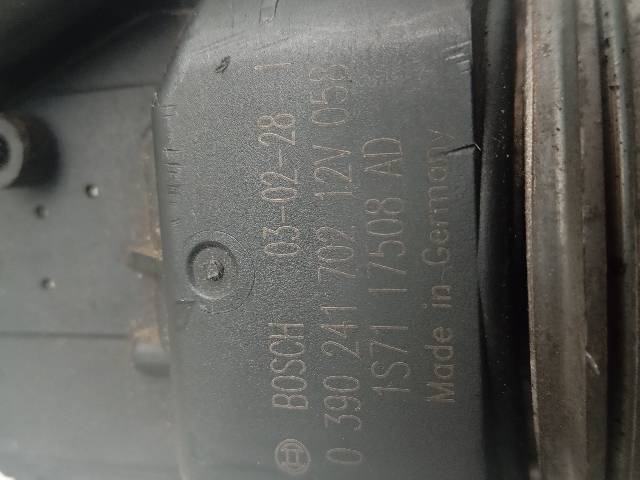 BOSCH 03-02-28 1
0 390 241 702 12V 058
1S71 17508 AD
Made in Germany